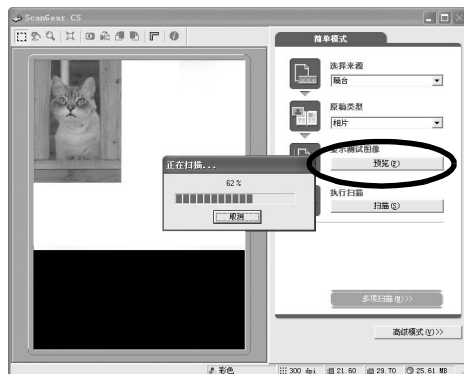 ScanGear CS
简单模式
选择来源
稿台
原稿类型
相片
显示测试图像
预览(P)
正在扫描...
62%
取消
执行扫描
扫描(S)
多项扫描(M)>>
高级模式(V)>>
彩色
300 dpi 21.60 29.70 25.61 MB